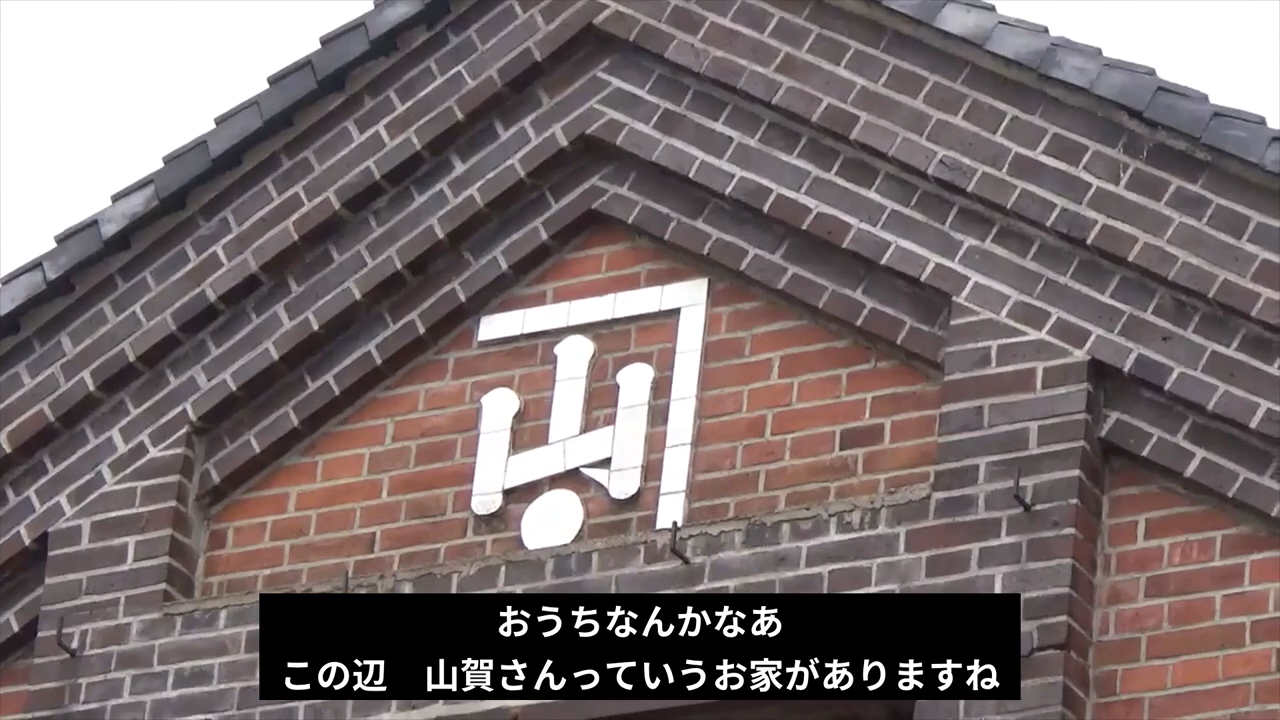 山
おうちなんかなあ
この辺　山賀さんっていうお家がありますね